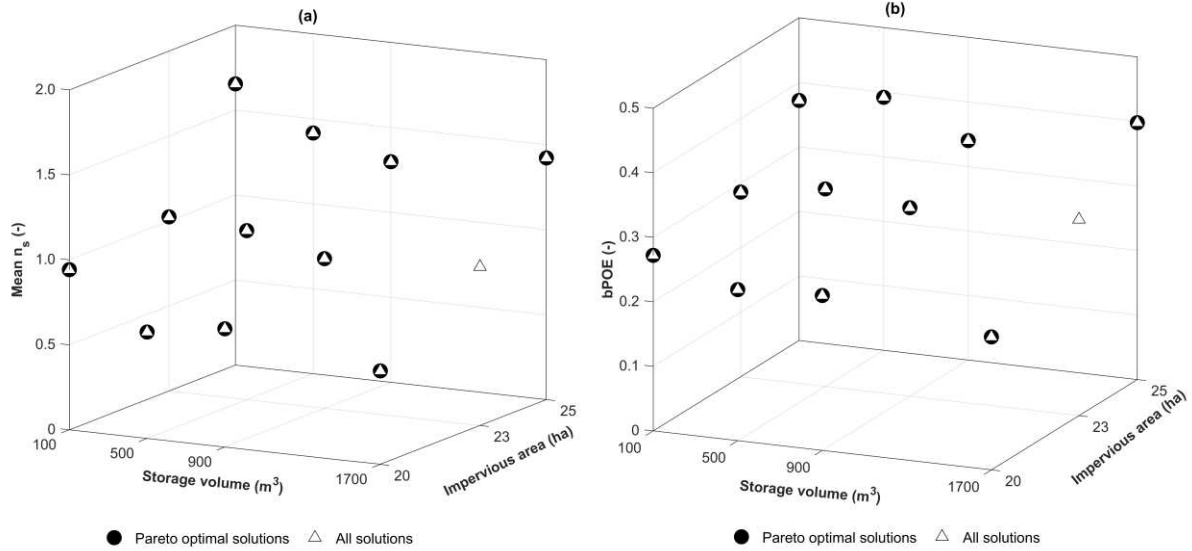 (a)
2.0
1.5
1.0
0.5
0
Mean n_s (-)
100
500
900
1700
Storage volume (m³)
20
23
25
Impervious area (ha)
Pareto optimal solutions
All solutions
(b)
0.5
0.4
0.3
0.2
0.1
0
bPOE (-)
100
500
900
1700
Storage volume (m³)
20
23
25
Impervious area (ha)
Pareto optimal solutions
All solutions